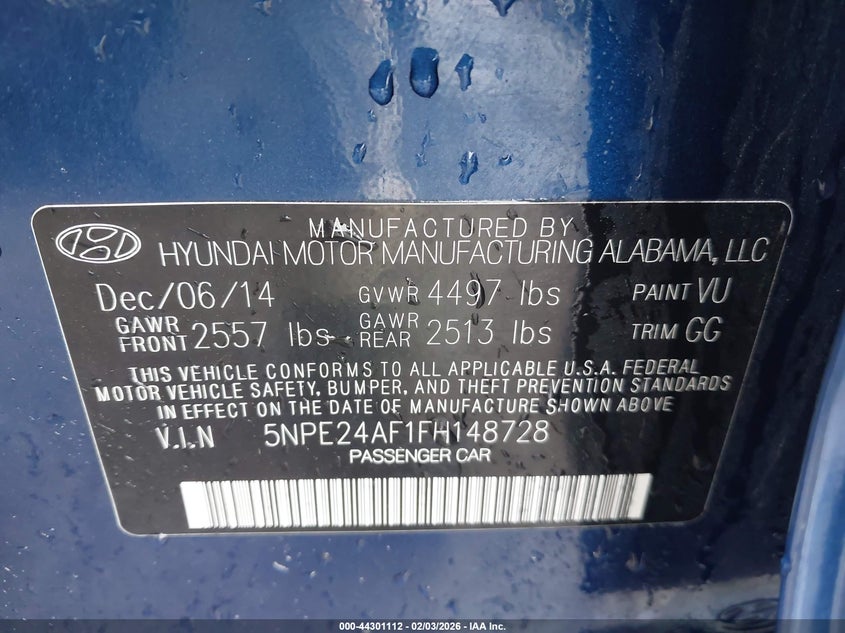 MANUFACTURED BY
HYUNDAI MOTOR MANUFACTURING ALABAMA, LLC
Dec/06/14 GVWR 4497 lbs PAINT VU
GAWR FRONT 2557 lbs GAWR REAR 2513 lbs TRIM GG
THIS VEHICLE CONFORMS TO ALL APPLICABLE U.S.A. FEDERAL
MOTOR VEHICLE SAFETY, BUMPER, AND THEFT PREVENTION STANDARDS
IN EFFECT ON THE DATE OF MANUFACTURE SHOWN ABOVE
V.I.N 5NPE24AF1FH148728
PASSENGER CAR
000-44301112 - 02/03/2026 - IAA Inc.